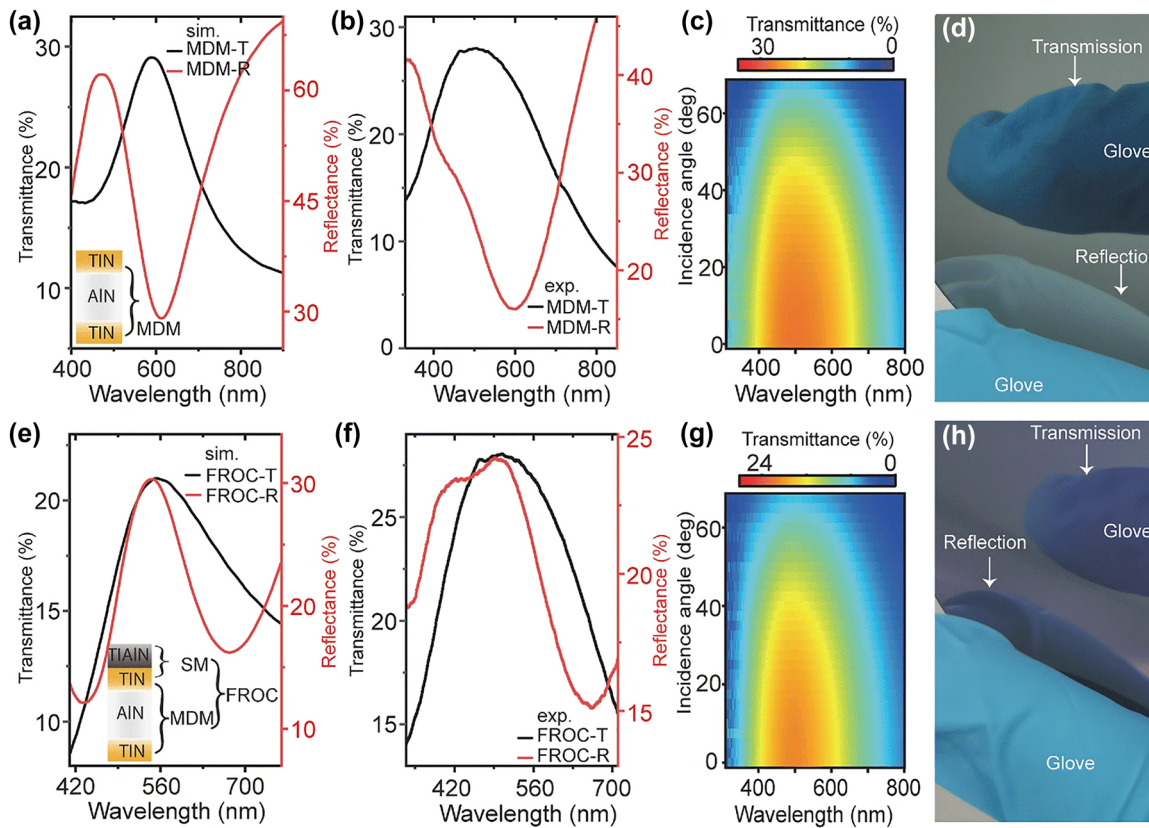 (a)
sim.
MDM-T
MDM-R
30
20
10
Transmittance (%)
60
45
30
Reflectance (%)
TIN
AIN
TIN
MDM
400
600
800
Wavelength (nm)
(b)
30
20
10
0
Transmittance (%)
40
30
20
Reflectance (%)
exp.
MDM-T
MDM-R
400
600
800
Wavelength (nm)
(c)
Transmittance (%)
30
0
60
40
20
0
Incidence angle (deg)
400
600
800
Wavelength (nm)
(d)
Transmission
Glove
Reflection
Glove
(e)
sim.
FROC-T
FROC-R
20
15
10
Transmittance (%)
30
20
10
Reflectance (%)
TIAIN
TIN
AIN
TIN
SM
MDM
FROC
420
560
700
Wavelength (nm)
(f)
25
20
15
Transmittance (%)
25
20
15
Reflectance (%)
exp.
FROC-T
FROC-R
420
560
700
Wavelength (nm)
(g)
Transmittance (%)
24
0
60
40
20
0
Incidence angle (deg)
400
600
800
Wavelength (nm)
(h)
Transmission
Glove
Reflection
Glove